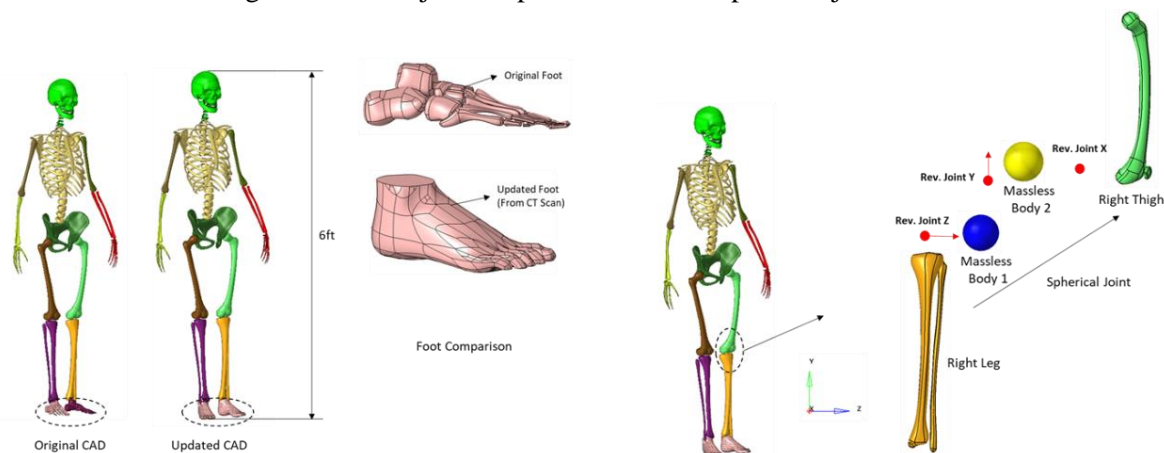 Original Foot
Updated Foot
(From CT Scan)
6ft
Foot Comparison
Original CAD
Updated CAD
Rev. Joint X
Rev. Joint Y
Massless
Body 2
Right Thigh
Rev. Joint Z
Massless
Body 1
Spherical Joint
Right Leg
Y
X
Z